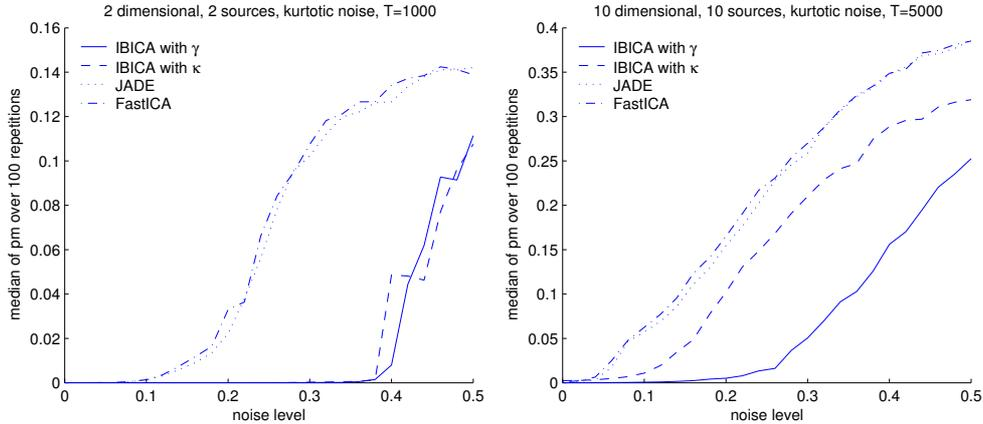 2 dimensional, 2 sources, kurtotic noise, T=1000
0.16
0.14
0.12
0.1
0.08
0.06
0.04
0.02
0
median of pm over 100 repetitions
IBICA with γ
IBICA with κ
JADE
FastICA
0 0.1 0.2 0.3 0.4 0.5
noise level
10 dimensional, 10 sources, kurtotic noise, T=5000
0.4
0.35
0.3
0.25
0.2
0.15
0.1
0.05
0
median of pm over 100 repetitions
IBICA with γ
IBICA with κ
JADE
FastICA
0 0.1 0.2 0.3 0.4 0.5
noise level